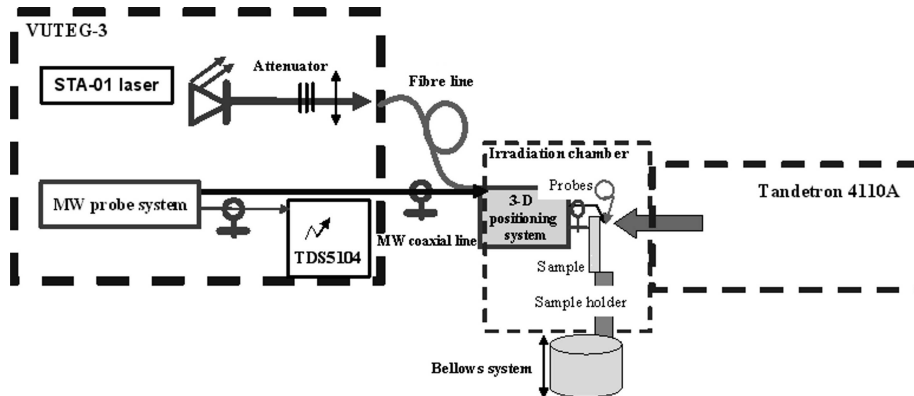 VUTEG-3
STA-01 laser
Attenuator
Fibre line
Irradiation chamber
MW probe system
TDS5104
MW coaxial line
3-D
positioning
system
Probes
Tandetron 4110A
Sample
Sample holder
Bellows system